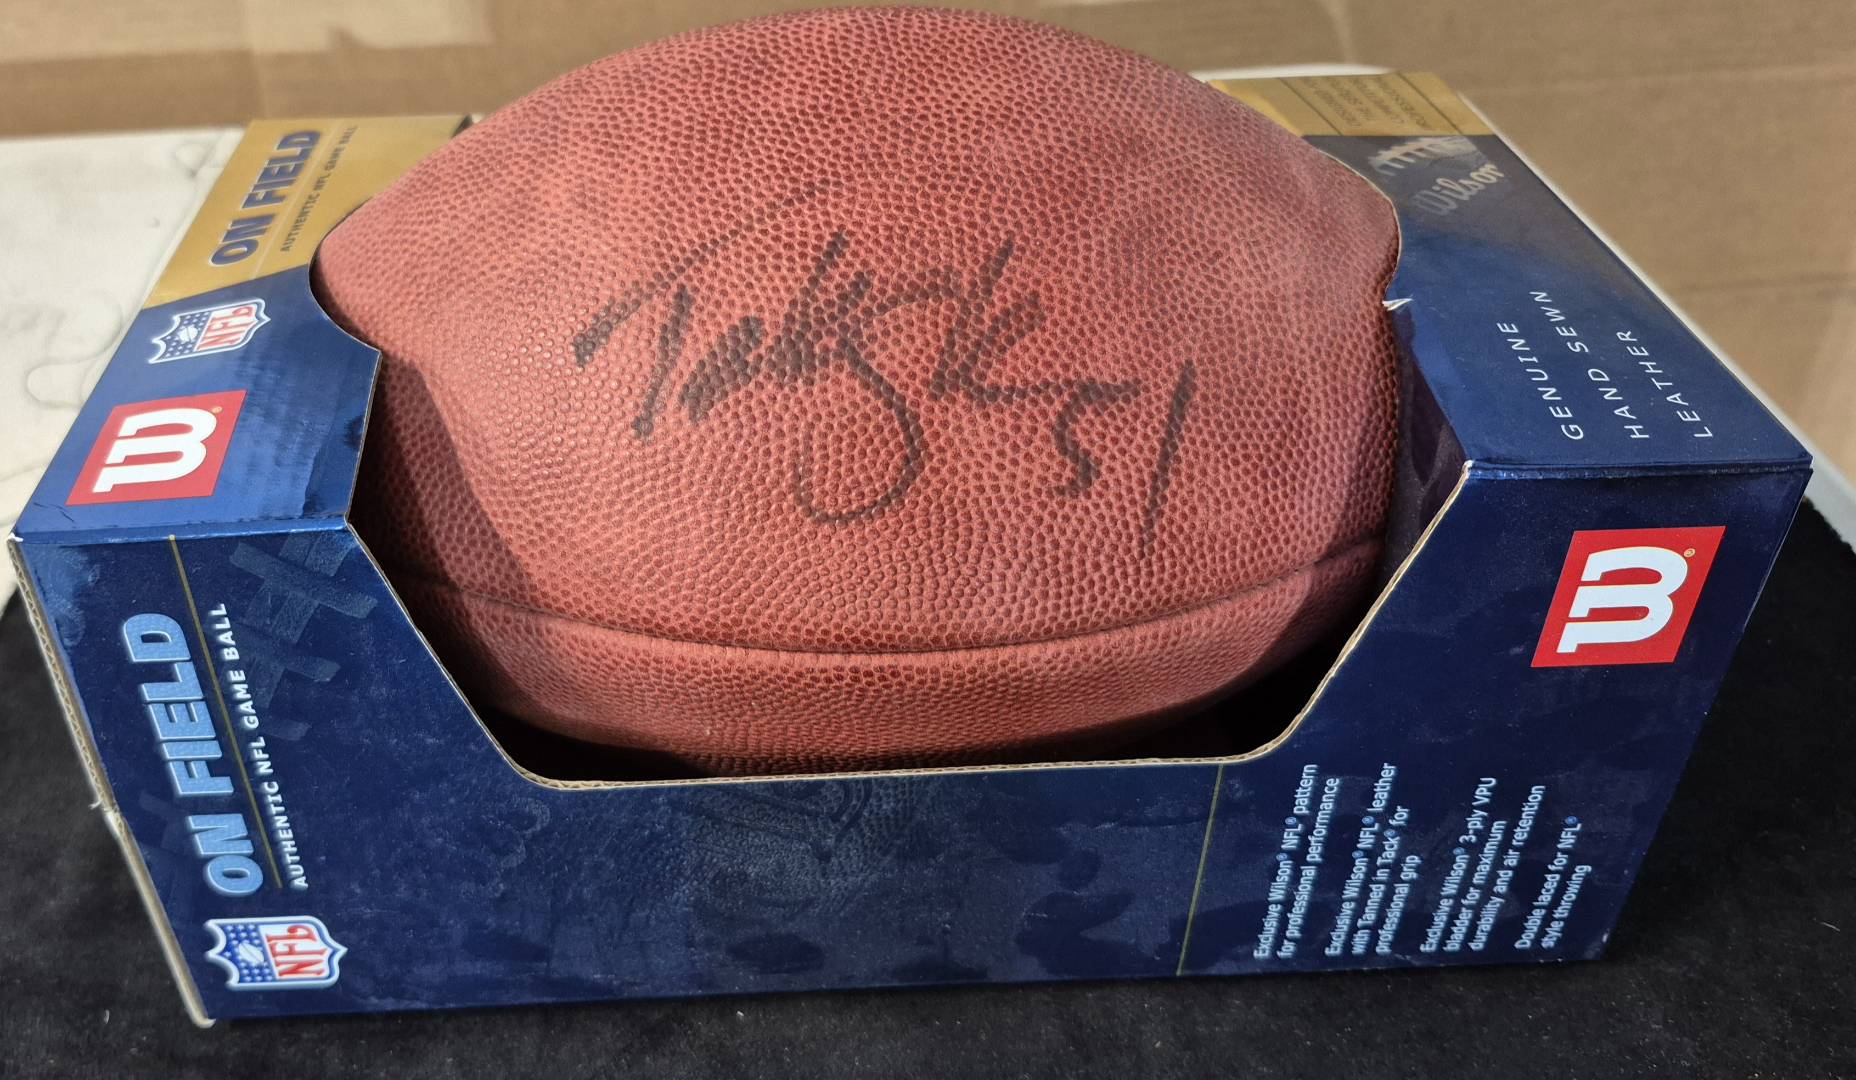 ON FIELD
AUTHENTIC NFL GAME BALL
NFL
W
Wilson
GENUINE
HAND SEWN
LEATHER
51
W
ON FIELD
AUTHENTIC NFL GAME BALL
NFL
Exclusive Wilson® NFL® pattern
for professional performance
Exclusive Wilson® NFL® leather
with Tanned in Tack® for
professional grip
Exclusive Wilson® 3-ply VPU
bladder for maximum
durability and air retention
Double laced for NFL®
style throwing